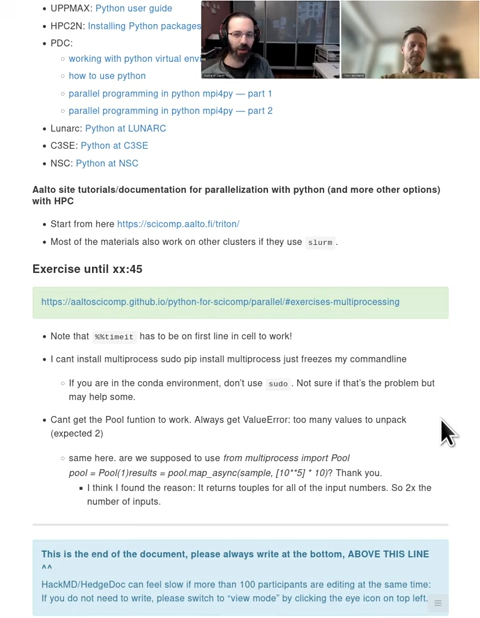 UPPMAX: Python user guide
HPC2N: Installing Python packages
PDC:
working with python virtual
how to use python
parallel programming in python mpi4py — part 1
parallel programming in python mpi4py — part 2
Lunarc: Python at LUNARC
C3SE: Python at C3SE
NSC: Python at NSC
Aalto site tutorials/documentation for parallelization with python (and more other options)
with HPC
Start from here https://scicomp.aalto.fi/triton/
Most of the materials also work on other clusters if they use slurm .
Exercise until xx:45
https://aaltoscicomp.github.io/python-for-scicomp/parallel/#exercises-multiprocessing
Note that %%timeit has to be on first line in cell to work!
I cant install multiprocess sudo pip install multiprocess just freezes my commandline
If you are in the conda environment, don't use sudo . Not sure if that's the problem but
may help some.
Cant get the Pool funtion to work. Always get ValueError: too many values to unpack
(expected 2)
same here. are we supposed to use from multiprocess import Pool
pool = Pool(1)results = pool.map_async(sample, [10**5] * 10)? Thank you.
I think I found the reason: It returns touples for all of the input numbers. So 2x the
number of inputs.
This is the end of the document, please always write at the bottom, ABOVE THIS LINE
^^
HackMD/HedgeDoc can feel slow if more than 100 participants are editing at the same time:
If you do not need to write, please switch to “view mode” by clicking the eye icon on top left.